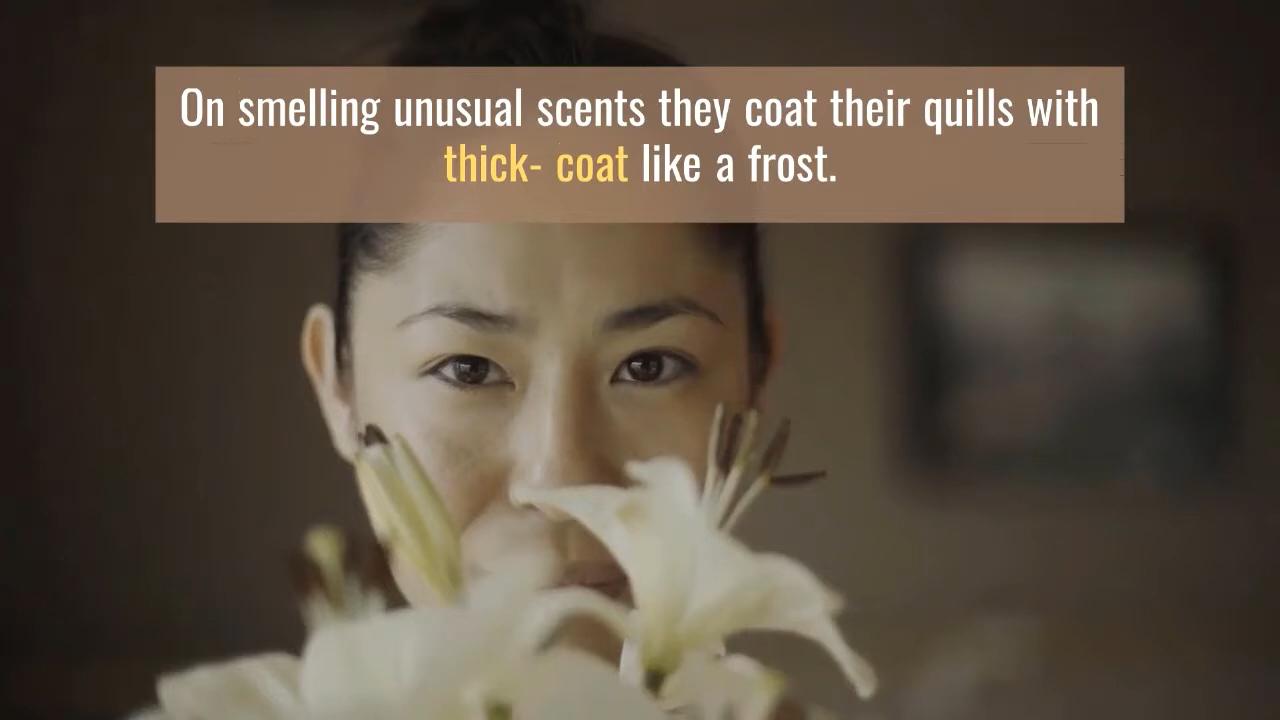 On smelling unusual scents they coat their quills with
thick- coat like a frost.